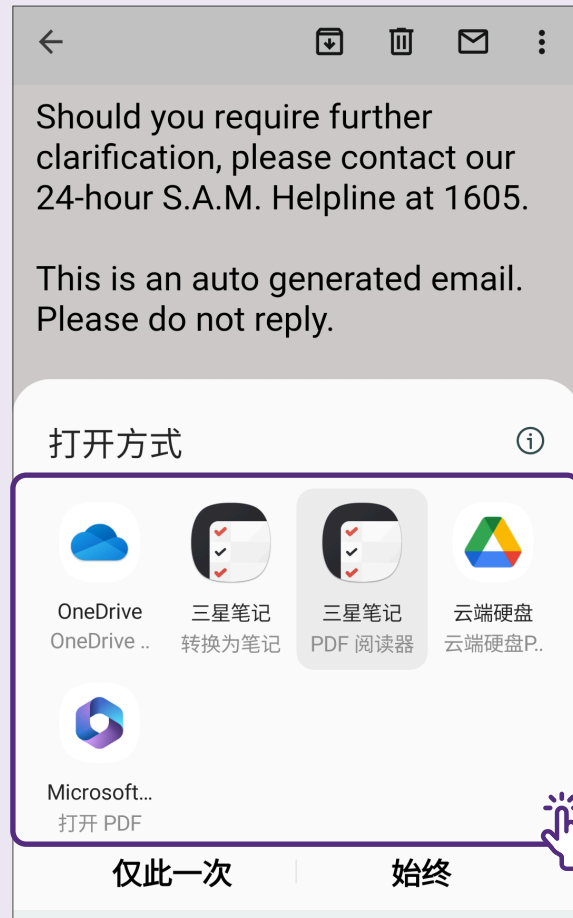 Should you require further
clarification, please contact our
24-hour S.A.M. Helpline at 1605.
This is an auto generated email.
Please do not reply.
打开方式
OneDrive 三星笔记 三星笔记 云端硬盘
OneDrive .. 转换为笔记 PDF 阅读器 云端硬盘P..
Microsoft...
打开 PDF
仅此一次 始终